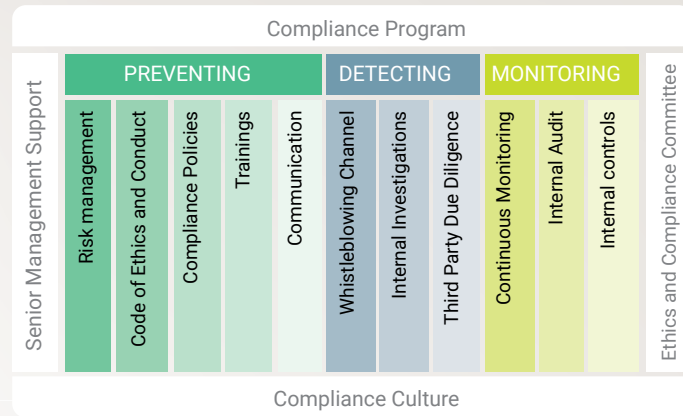 Compliance Program
Senior Management Support
PREVENTING
DETECTING
MONITORING
Risk management
Code of Ethics and Conduct
Compliance Policies
Trainings
Communication
Whistleblowing Channel
Internal Investigations
Third Party Due Diligence
Continuous Monitoring
Internal Audit
Internal controls
Ethics and Compliance Committee
Compliance Culture